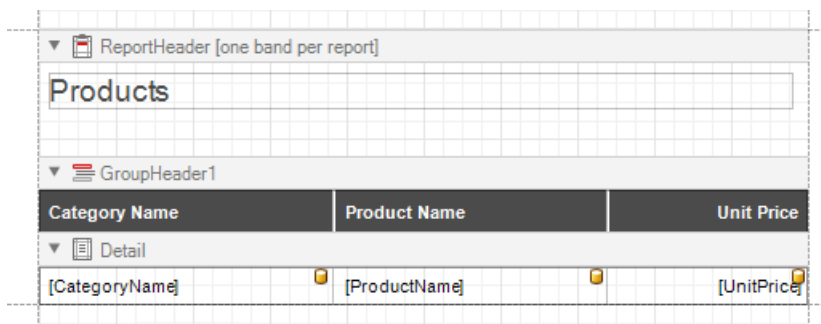 ReportHeader [one band per report]
Products
GroupHeader1
Category Name Product Name Unit Price
Detail
[CategoryName] [ProductName] [UnitPrice]